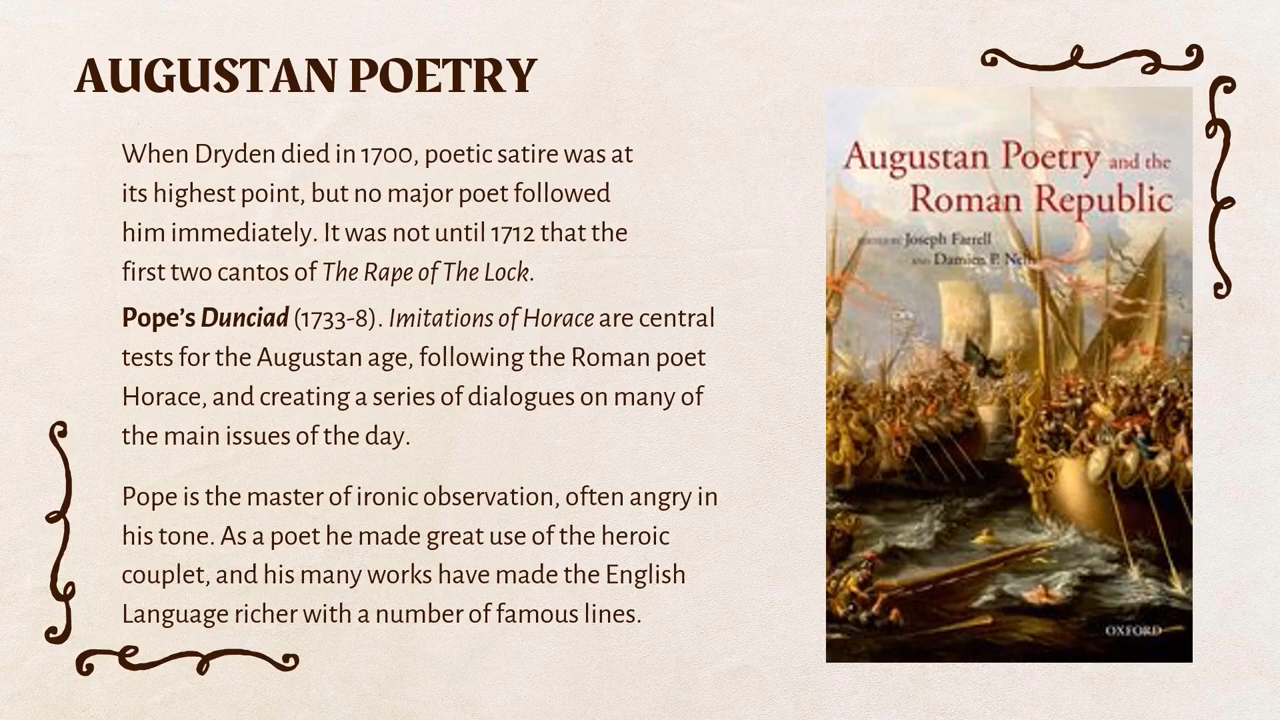 AUGUSTAN POETRY
When Dryden died in 1700, poetic satire was at
its highest point, but no major poet followed
him immediately. It was not until 1712 that the
first two cantos of The Rape of The Lock.
Pope's Dunciad (1733-8). Imitations of Horace are central
tests for the Augustan age, following the Roman poet
Horace, and creating a series of dialogues on many of
the main issues of the day.
Pope is the master of ironic observation, often angry in
his tone. As a poet he made great use of the heroic
couplet, and his many works have made the English
Language richer with a number of famous lines.
Augustan Poetry and the
Roman Republic
Joseph Farrell
AND Damien P. Nelis
OXFORD